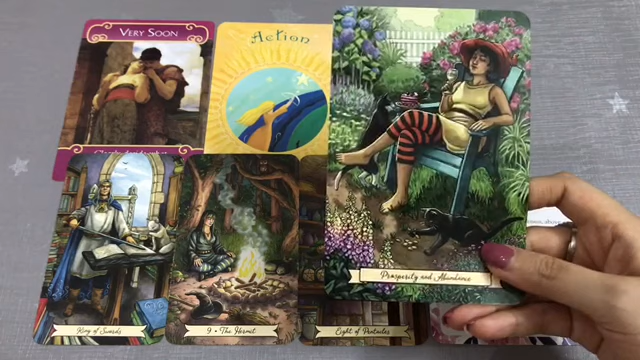 Very Soon
Action
Prosperity and Abundance
King of Swords
9 • The Hermit
Eight of Pentacles